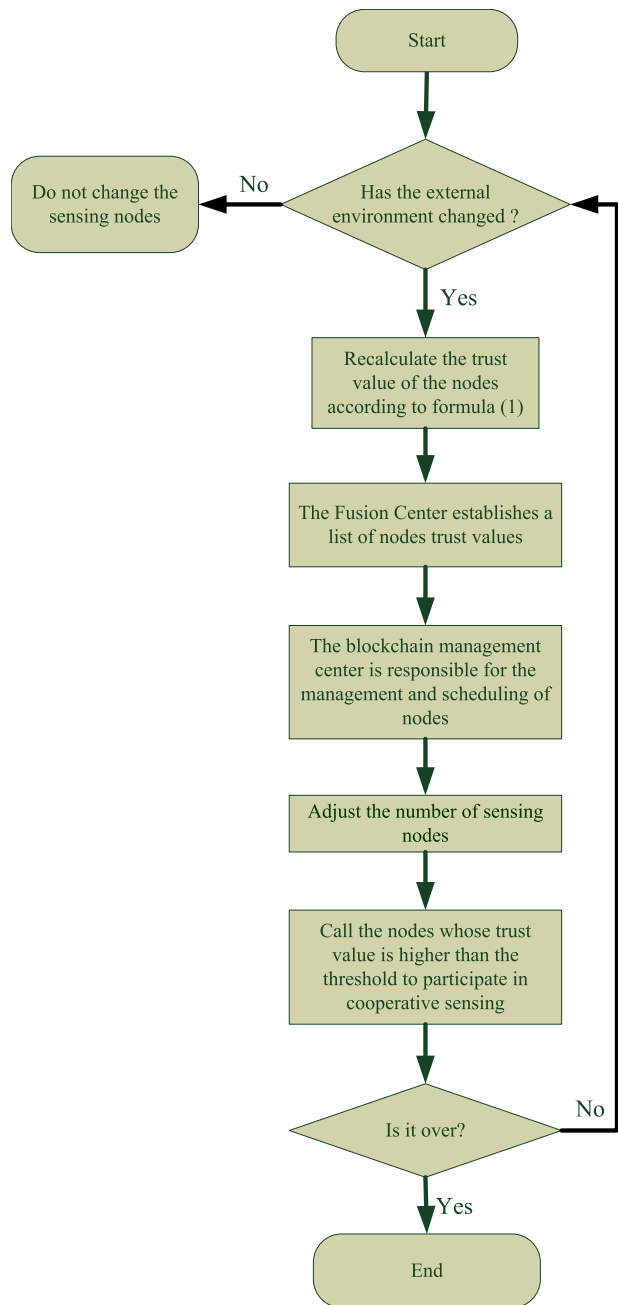 Start
Has the external
environment changed ?
No
Do not change the
sensing nodes
Yes
Recalculate the trust
value of the nodes
according to formula (1)
The Fusion Center establishes a
list of nodes trust values
The blockchain management
center is responsible for the
management and scheduling of
nodes
Adjust the number of sensing
nodes
Call the nodes whose trust
value is higher than the
threshold to participate in
cooperative sensing
Is it over?
No
Yes
End